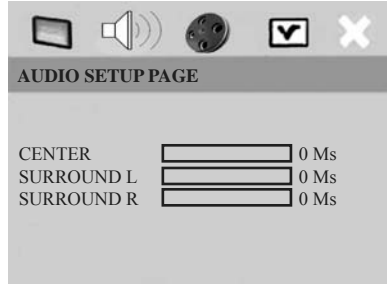 AUDIO SETUP PAGE
CENTER 0 Ms
SURROUND L 0 Ms
SURROUND R 0 Ms